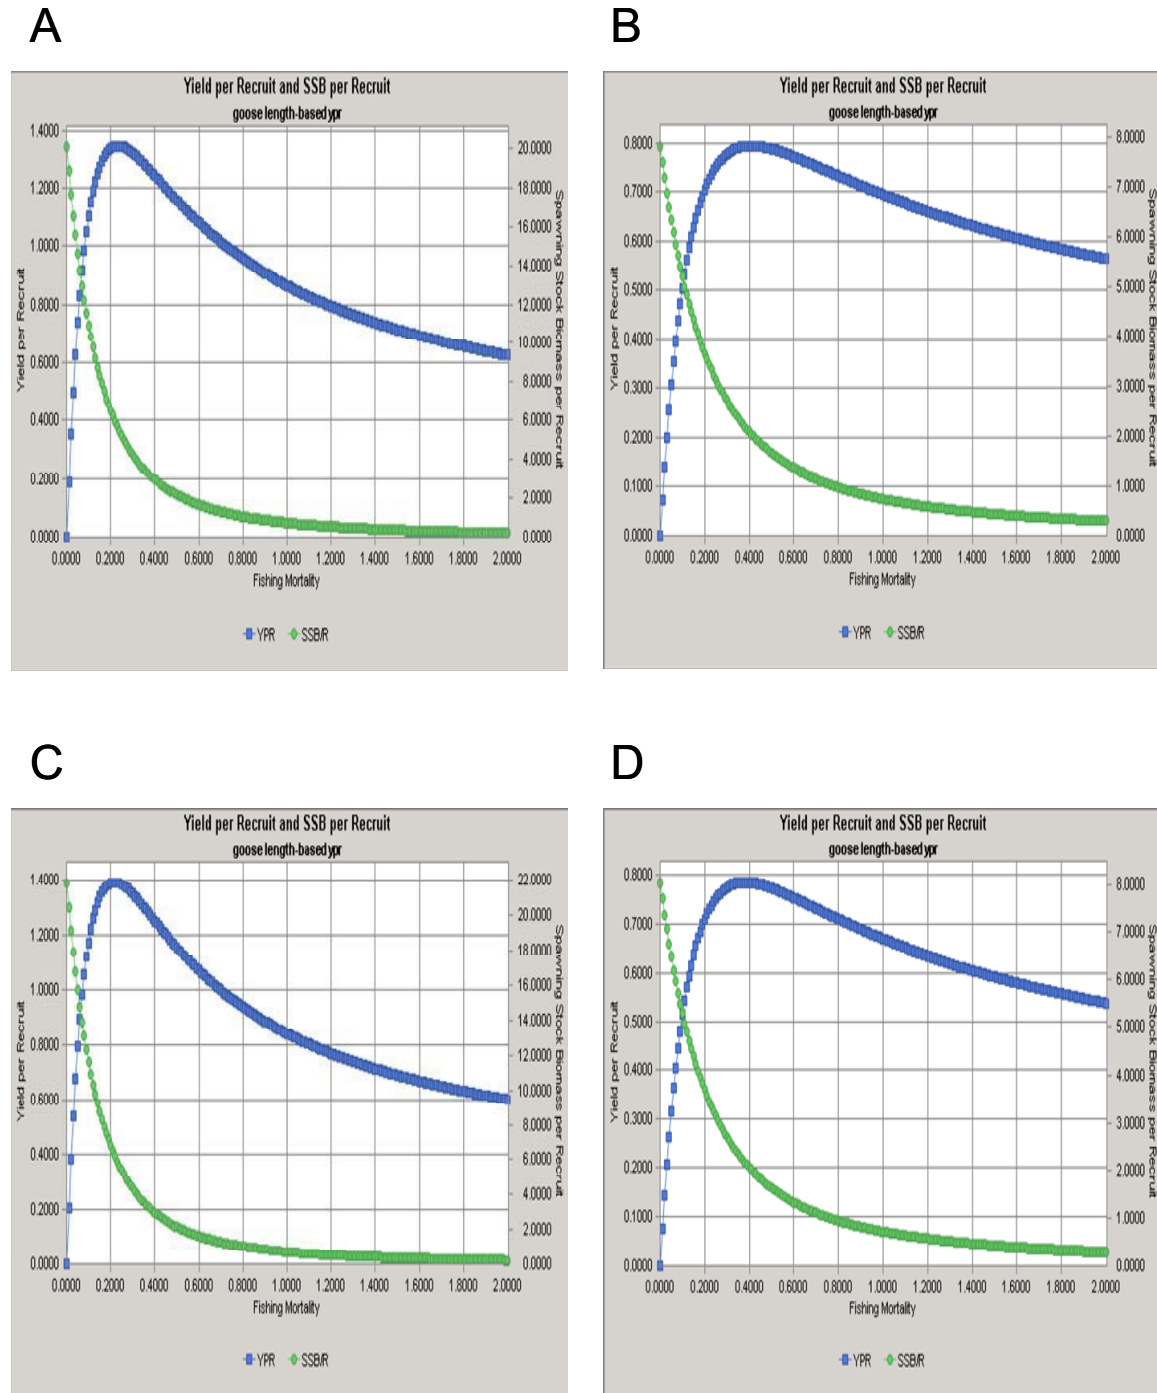 A
Yield per Recruit and SSB per Recruit
goose length-based ypr
1.4000
1.2000
1.0000
0.8000
0.6000
0.4000
0.2000
0.0000
Yield per Recruit
20.0000
18.0000
16.0000
14.0000
12.0000
10.0000
8.0000
6.0000
4.0000
2.0000
0.0000
Spawning Stock Biomass per Recruit
0.0000 0.2000 0.4000 0.6000 0.8000 1.0000 1.2000 1.4000 1.6000 1.8000 2.0000
Fishing Mortality
YPR SSB/R
B
Yield per Recruit and SSB per Recruit
goose length-based ypr
0.8000
0.7000
0.6000
0.5000
0.4000
0.3000
0.2000
0.1000
0.0000
Yield per Recruit
8.0000
7.0000
6.0000
5.0000
4.0000
3.0000
2.0000
1.0000
0.0000
Spawning Stock Biomass per Recruit
0.0000 0.2000 0.4000 0.6000 0.8000 1.0000 1.2000 1.4000 1.6000 1.8000 2.0000
Fishing Mortality
YPR SSB/R
C
Yield per Recruit and SSB per Recruit
goose length-based ypr
1.4000
1.2000
1.0000
0.8000
0.6000
0.4000
0.2000
0.0000
Yield per Recruit
22.0000
20.0000
18.0000
16.0000
14.0000
12.0000
10.0000
8.0000
6.0000
4.0000
2.0000
0.0000
Spawning Stock Biomass per Recruit
0.0000 0.2000 0.4000 0.6000 0.8000 1.0000 1.2000 1.4000 1.6000 1.8000 2.0000
Fishing Mortality
YPR SSB/R
D
Yield per Recruit and SSB per Recruit
goose length-based ypr
0.8000
0.7000
0.6000
0.5000
0.4000
0.3000
0.2000
0.1000
0.0000
Yield per Recruit
8.0000
7.0000
6.0000
5.0000
4.0000
3.0000
2.0000
1.0000
0.0000
Spawning Stock Biomass per Recruit
0.0000 0.2000 0.4000 0.6000 0.8000 1.0000 1.2000 1.4000 1.6000 1.8000 2.0000
Fishing Mortality
YPR SSB/R